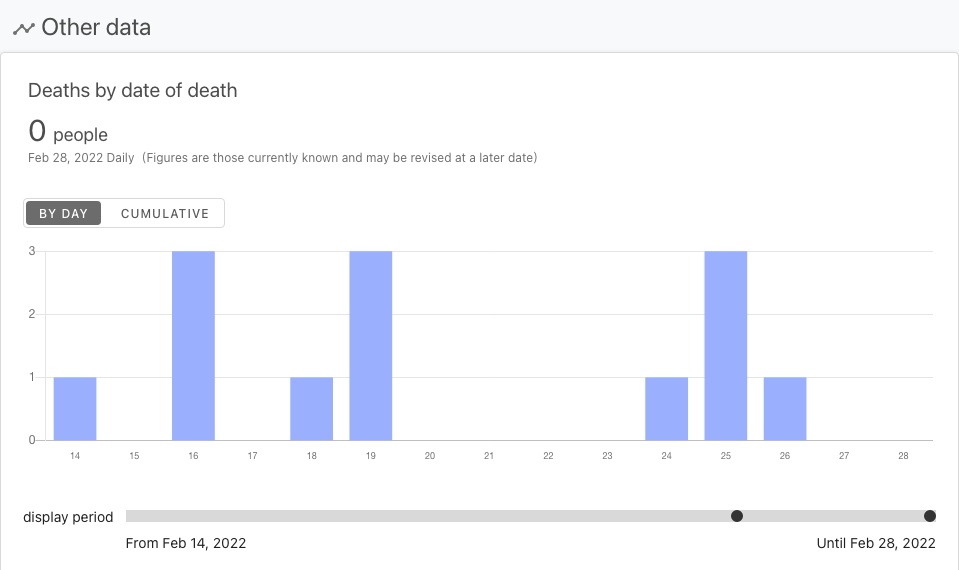 Other data
Deaths by date of death
0 people
Feb 28, 2022 Daily (Figures are those currently known and may be revised at a later date)
BY DAY CUMULATIVE
3
2
1
0
14 15 16 17 18 19 20 21 22 23 24 25 26 27 28
display period
From Feb 14, 2022 Until Feb 28, 2022